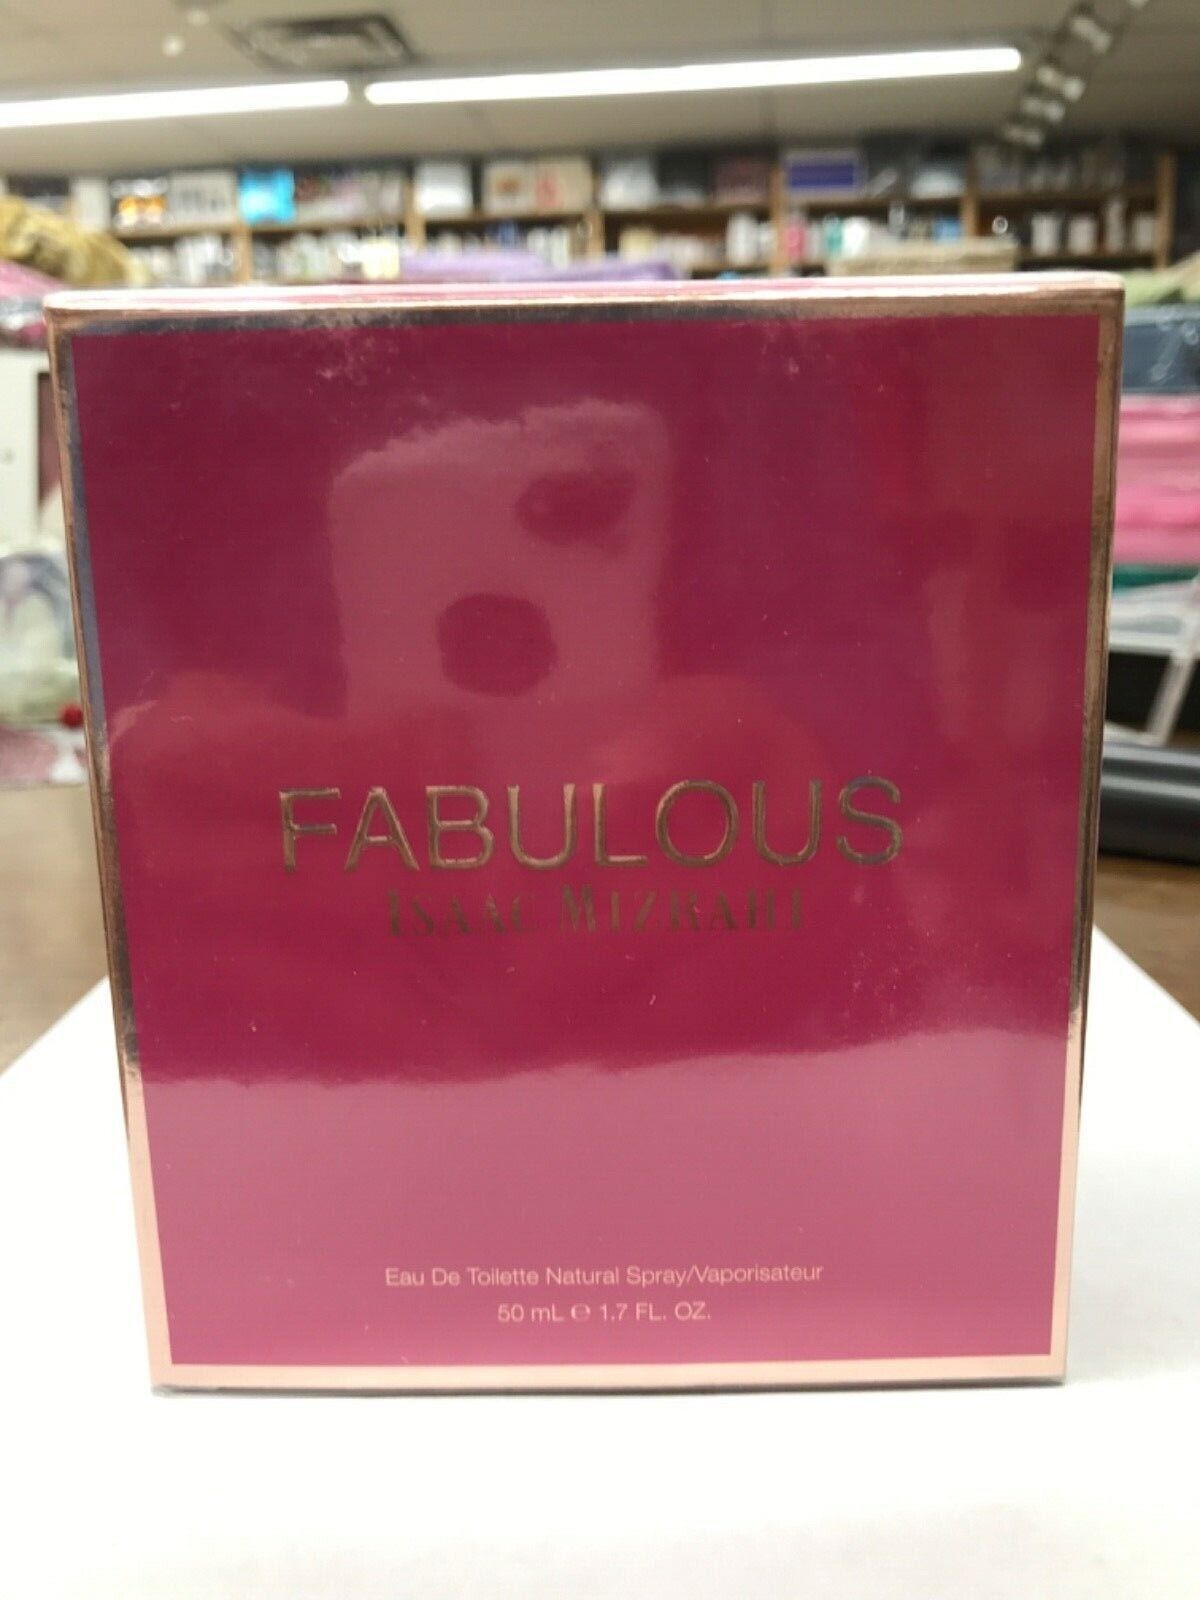 FABULOUS
ISAAC MIZRAHI
Eau De Toilette Natural Spray/Vaporisateur
50 mL ℮ 1.7 FL. OZ.